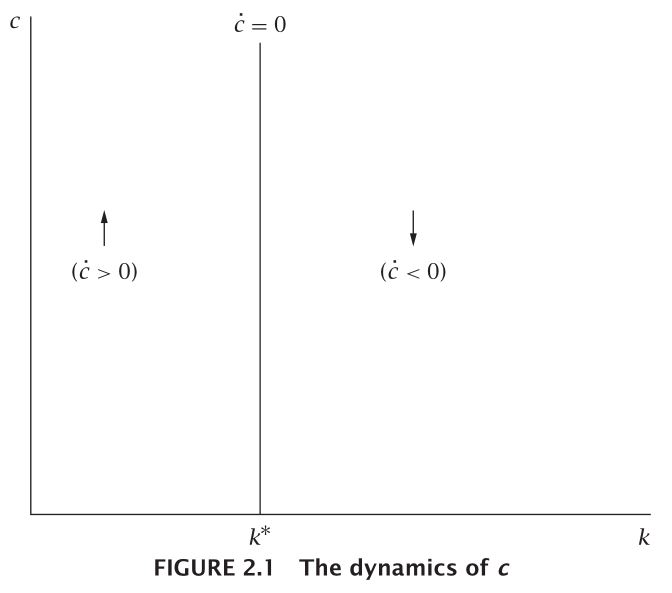 c
ċ = 0
(ċ > 0)
(ċ < 0)
k*
k
FIGURE 2.1 The dynamics of c